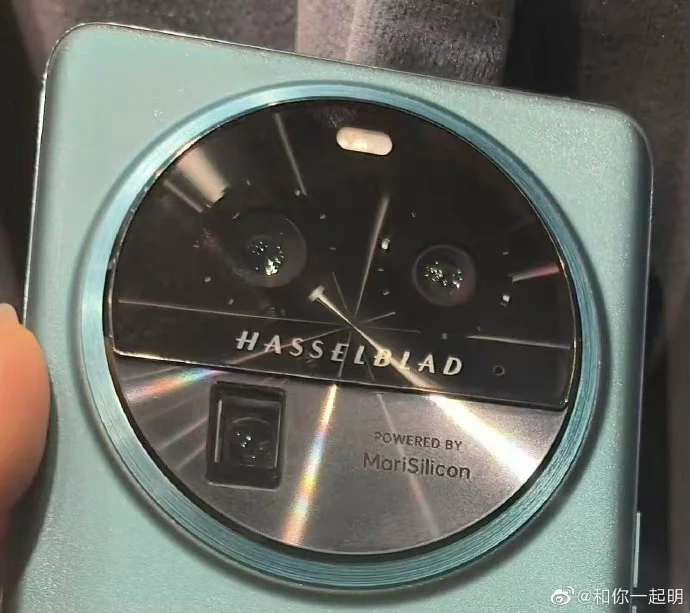 HASSELBLAD
POWERED BY
MariSilicon
@和你一起明